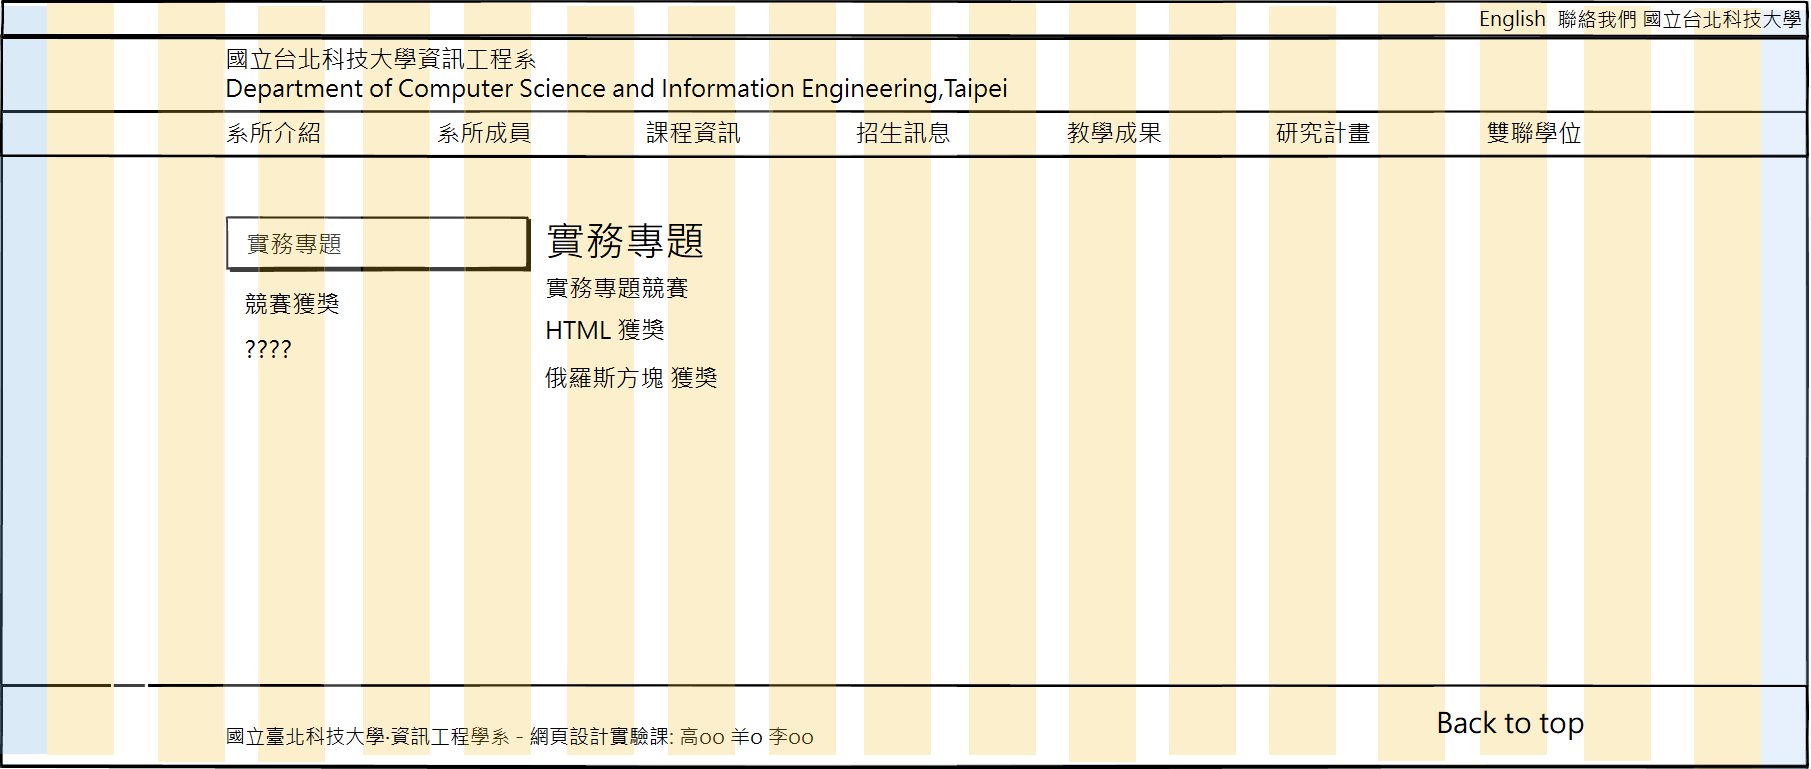 English 聯絡我們 國立台北科技大學
國立台北科技大學資訊工程系
Department of Computer Science and Information Engineering,Taipei
系所介紹 系所成員 課程資訊 招生訊息 教學成果 研究計畫 雙聯學位
實務專題
競賽獲獎
????
實務專題
實務專題競賽
HTML 獲獎
俄羅斯方塊 獲獎
Back to top
國立臺北科技大學·資訊工程學系 - 網頁設計實驗課: 高oo 羊o 李oo